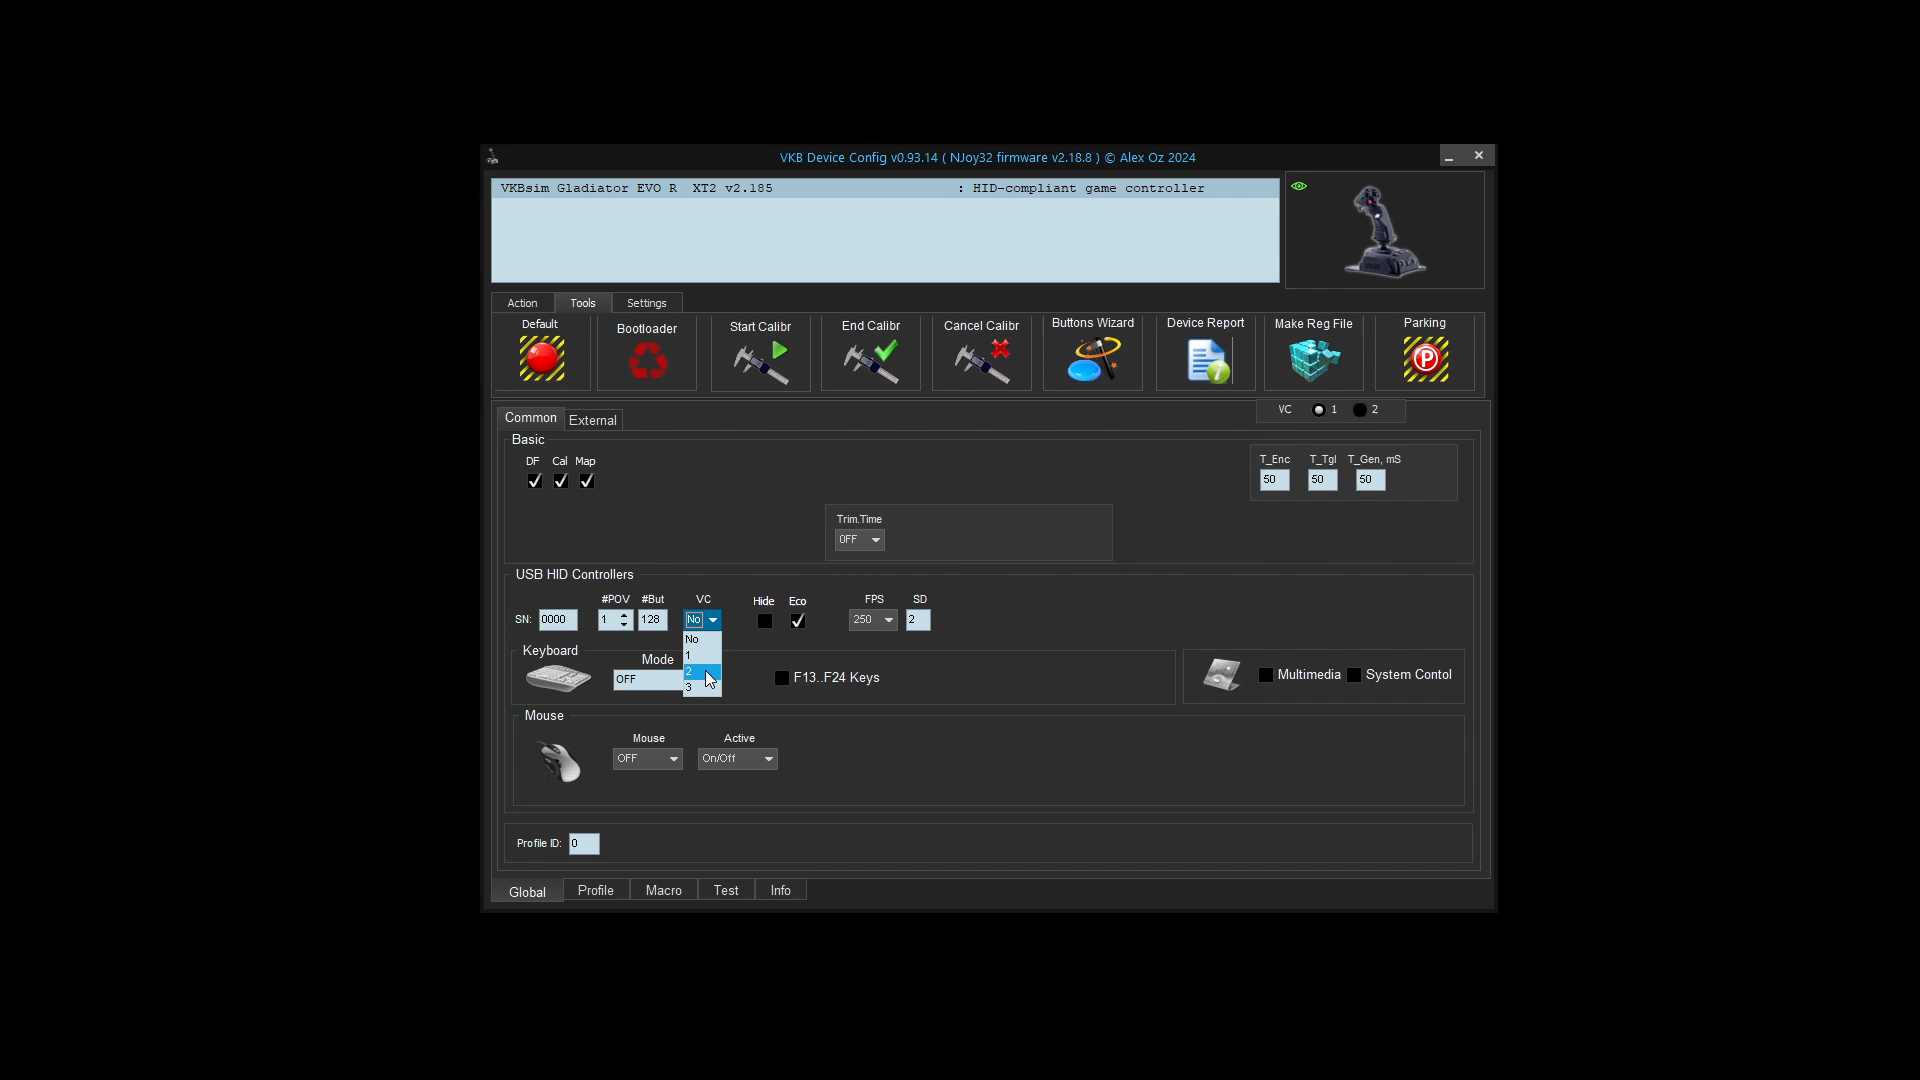 VKB Device Config v0.93.14 ( NJoy32 firmware v2.18.8 ) © Alex Oz 2024
VKBsim Gladiator EVO R  XT2 v2.185 : HID-compliant game controller
Action Tools Settings
Default Bootloader Start Calibr End Calibr Cancel Calibr Buttons Wizard Device Report Make Reg File Parking
P
Common External VC 1 2
Basic
DF Cal Map T_Enc T_Tgl T_Gen, mS
50 50 50
Trim.Time
OFF
USB HID Controllers
#POV #But VC Hide Eco FPS SD
SN: 0000 1 128 No 250 2
No
1
2
3
Keyboard
Mode
OFF F13..F24 Keys Multimedia System Contol
Mouse
Mouse Active
OFF On/Off
Profile ID: 0
Global Profile Macro Test Info